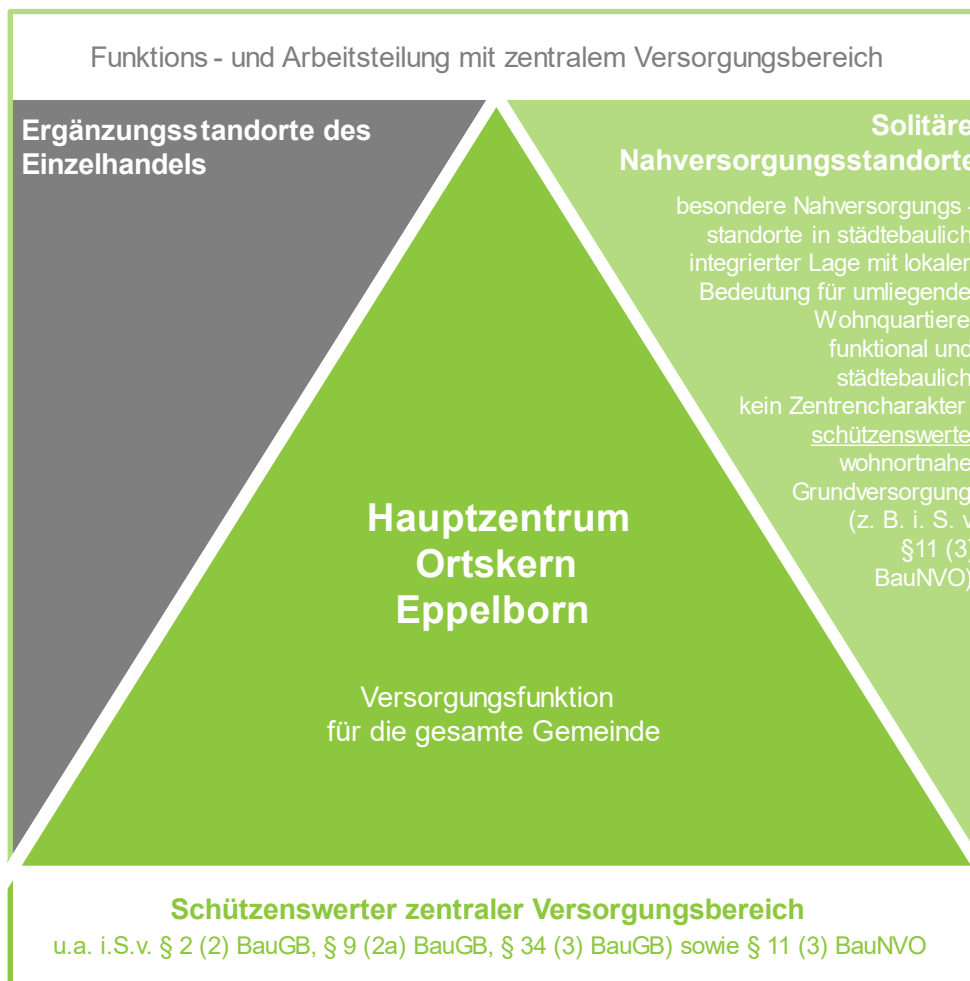 Funktions - und Arbeitsteilung mit zentralem Versorgungsbereich
Ergänzungsstandorte des
Einzelhandels
Solitäre
Nahversorgungsstandorte
besondere Nahversorgungs -
standorte in städtebaulich
integrierter Lage mit lokaler
Bedeutung für umliegende
Wohnquartiere
funktional und
städtebaulich
kein Zentrencharakter
schützenswerte
wohnortnahe
Grundversorgung
(z. B. i. S. v
§11 (3)
BauNVO)
Hauptzentrum
Ortskern
Eppelborn
Versorgungsfunktion
für die gesamte Gemeinde
Schützenswerter zentraler Versorgungsbereich
u.a. i.S.v. § 2 (2) BauGB, § 9 (2a) BauGB, § 34 (3) BauGB) sowie § 11 (3) BauNVO